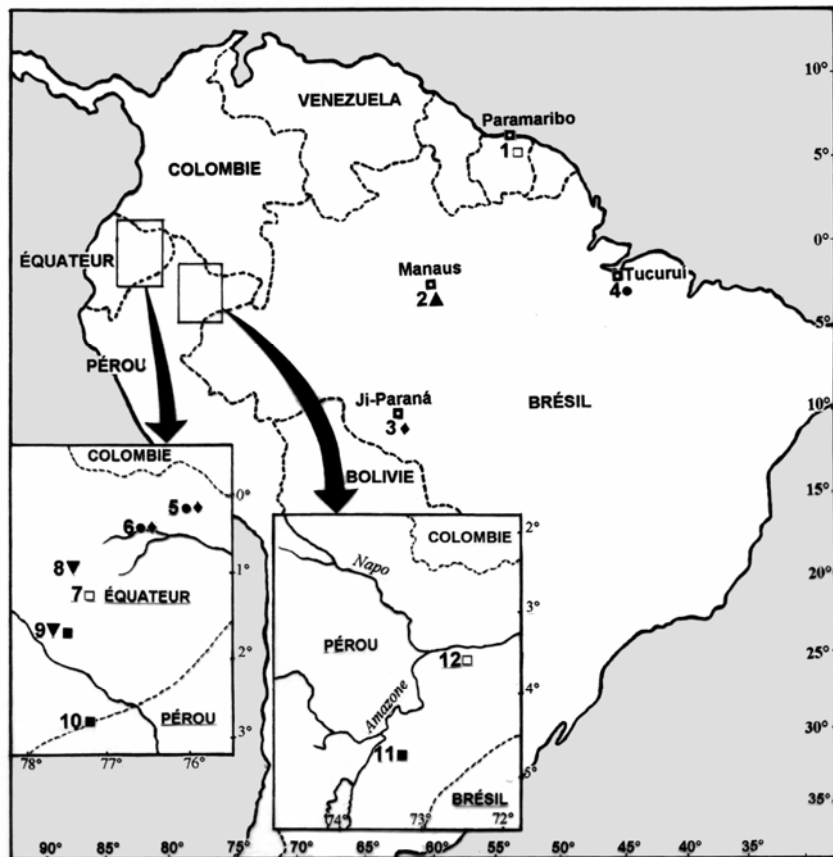 10°
VENEZUELA
Paramaribo
1
5°
COLOMBIE
ÉQUATEUR
0°
Manaus
Tucurui
2
4
5°
PÉROU
Ji-Paraná
BRÉSIL
3
10°
BOLIVIE
15°
20°
25°
30°
35°
90°
85°
80°
75°
65°
60°
55°
50°
45°
40°
35°
30°
COLOMBIE
0°
5
6
8
1°
7
ÉQUATEUR
9
2°
10
PÉROU
3°
78°
77°
76°
2°
COLOMBIE
Napo
3°
PÉROU
12
4°
Amazone
11
5°
BRÉSIL
74°
73°
72°